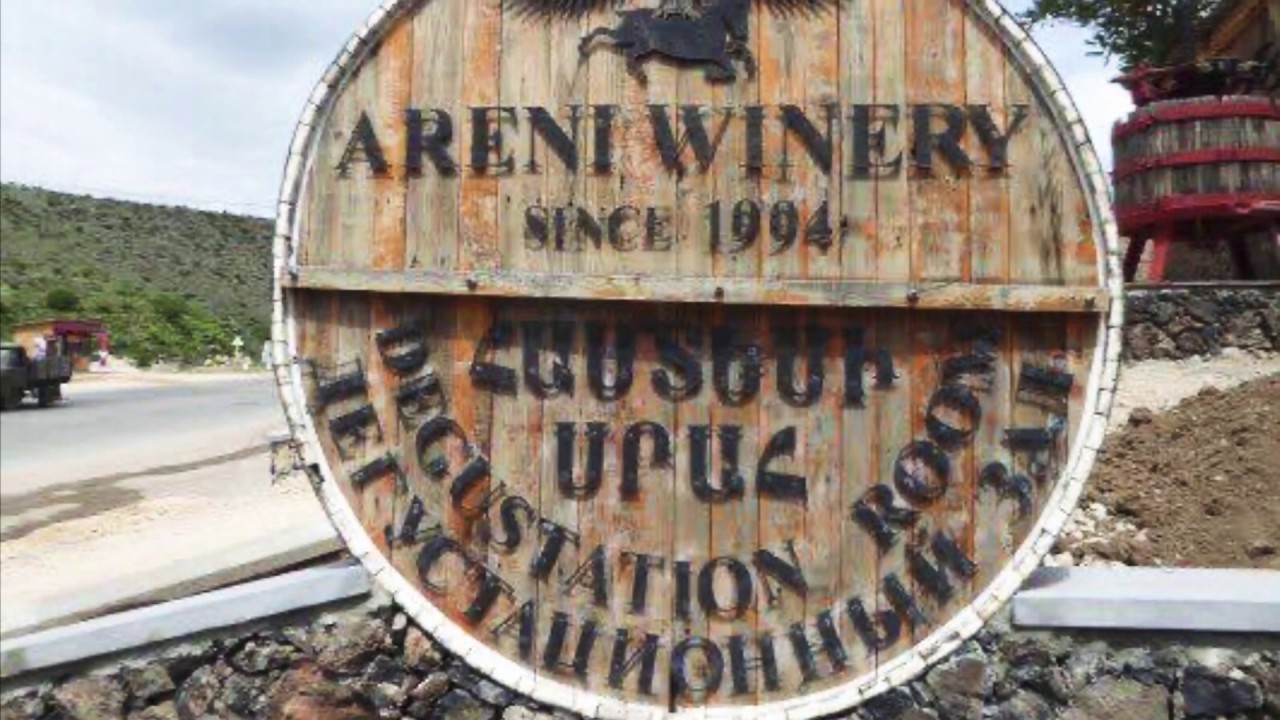 ARENI WINERY
SINCE 1994
ՀԱՄՏԵՍԻ
ՍՐԱՀ
DEGUSTATION ROOM
ДЕГУСТАЦИОННЫЙ ЗАЛ